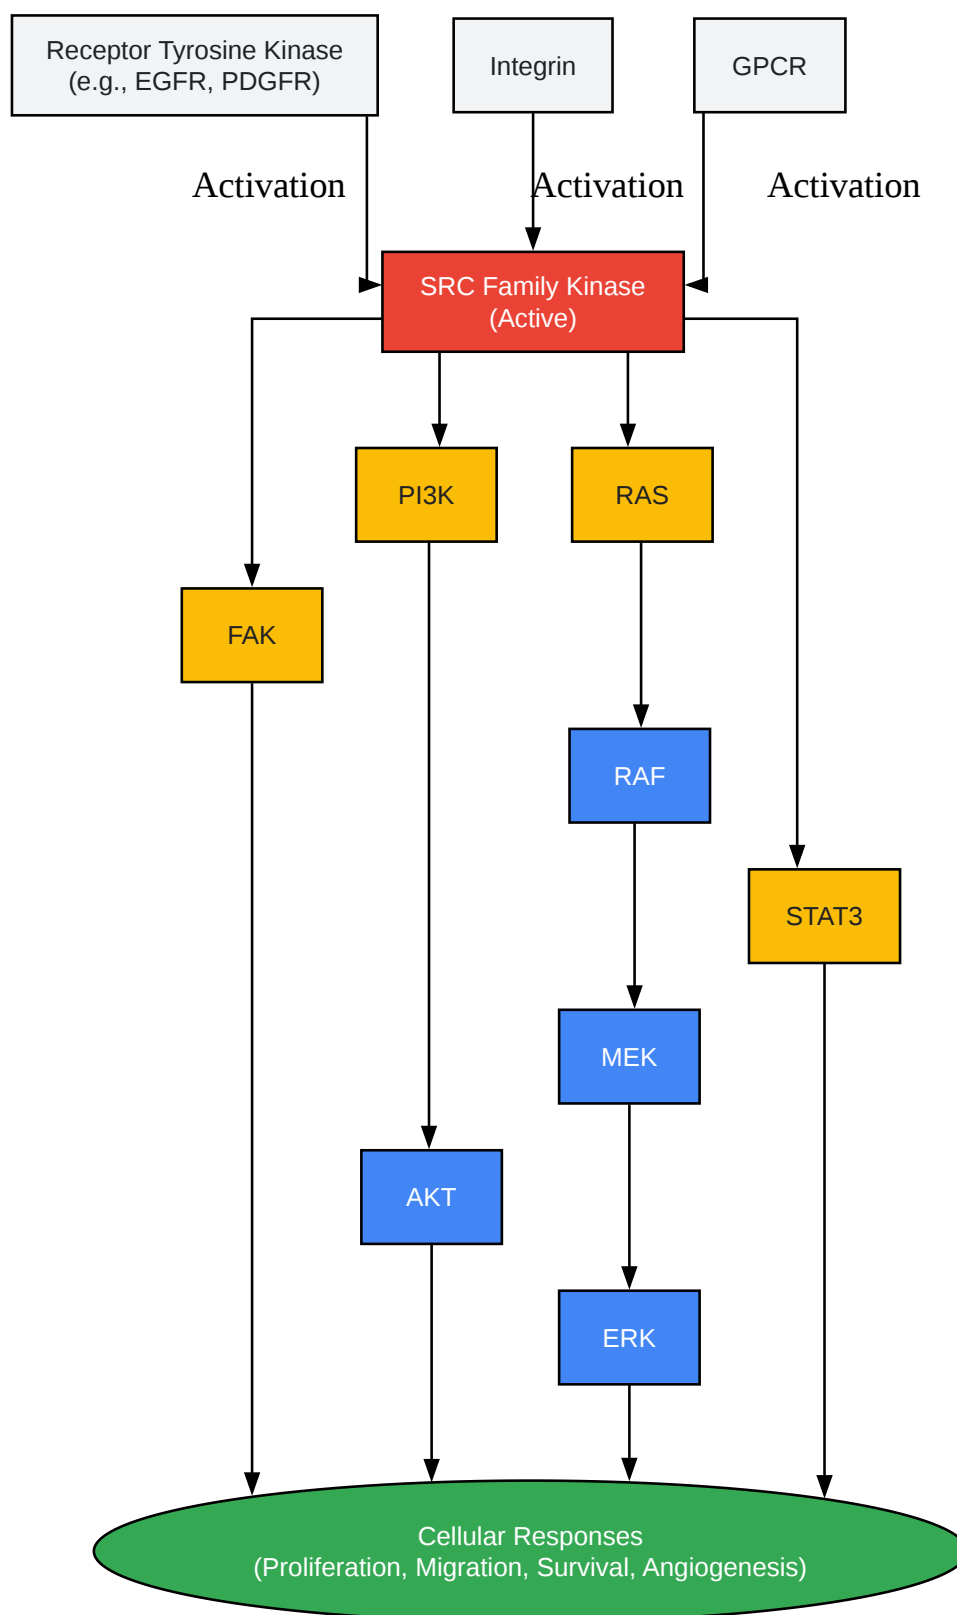 Receptor Tyrosine Kinase
(e.g., EGFR, PDGFR)
Integrin
GPCR
Activation
Activation
Activation
SRC Family Kinase
(Active)
PI3K
RAS
FAK
RAF
STAT3
MEK
AKT
ERK
Cellular Responses
(Proliferation, Migration, Survival, Angiogenesis)